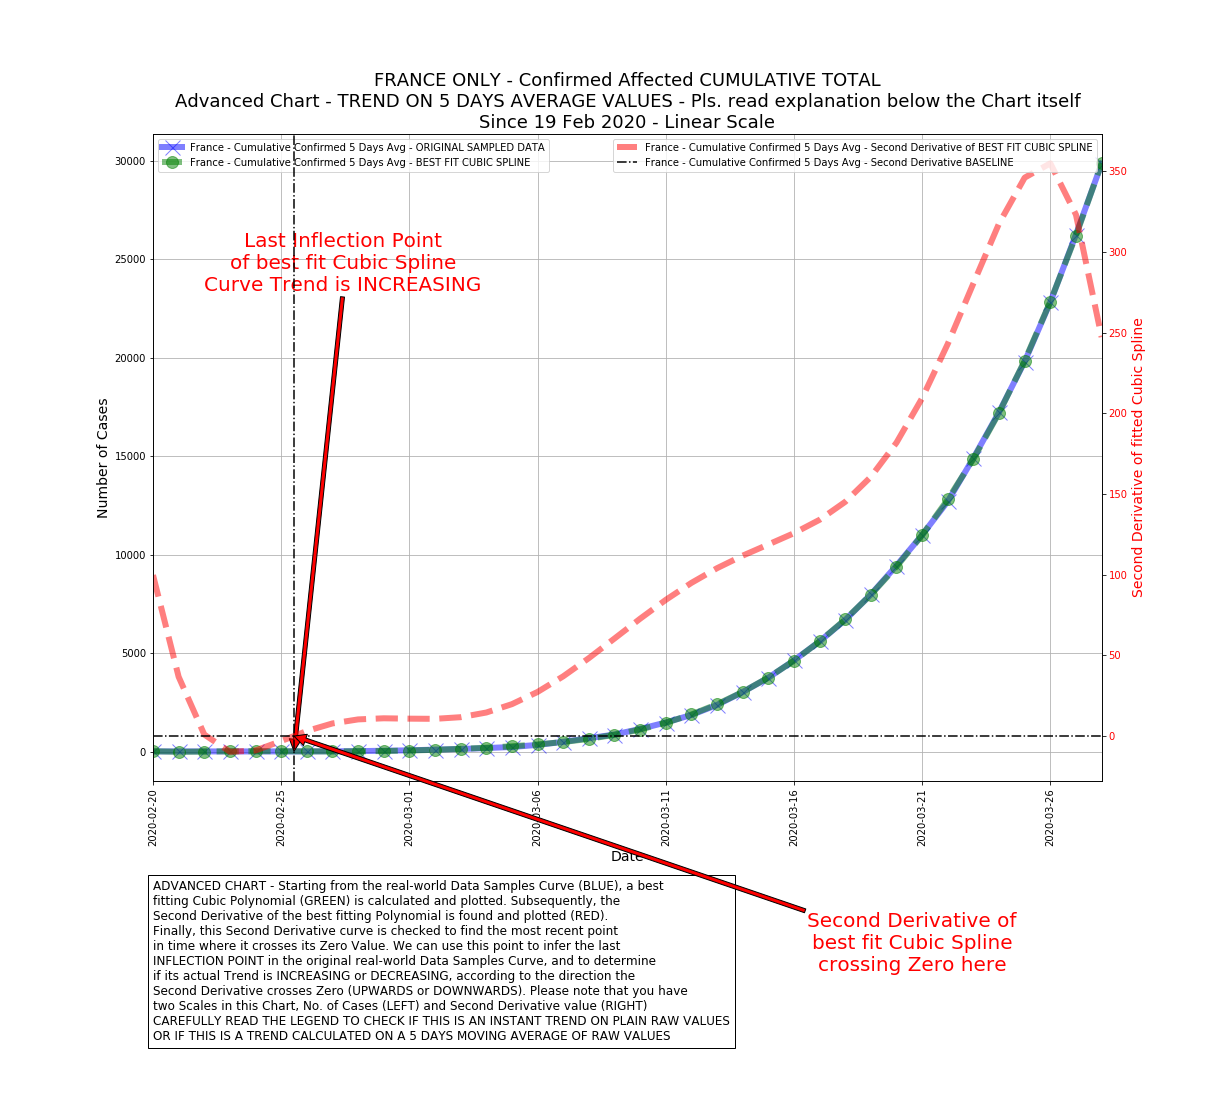 FRANCE ONLY - Confirmed Affected CUMULATIVE TOTAL
Advanced Chart - TREND ON 5 DAYS AVERAGE VALUES - Pls. read explanation below the Chart itself
Since 19 Feb 2020 - Linear Scale
France - Cumulative Confirmed 5 Days Avg - ORIGINAL SAMPLED DATA
France - Cumulative Confirmed 5 Days Avg - BEST FIT CUBIC SPLINE
France - Cumulative Confirmed 5 Days Avg - Second Derivative of BEST FIT CUBIC SPLINE
France - Cumulative Confirmed 5 Days Avg - Second Derivative BASELINE
Last Inflection Point
of best fit Cubic Spline
Curve Trend is INCREASING
Number of Cases
30000
25000
20000
15000
10000
5000
0
350
300
250
200
150
100
50
0
Second Derivative of fitted Cubic Spline
2020-02-20
2020-02-25
2020-03-01
2020-03-06
2020-03-11
2020-03-16
2020-03-21
2020-03-26
Date
Second Derivative of
best fit Cubic Spline
crossing Zero here
ADVANCED CHART - Starting from the real-world Data Samples Curve (BLUE), a best
fitting Cubic Polynomial (GREEN) is calculated and plotted. Subsequently, the
Second Derivative of the best fitting Polynomial is found and plotted (RED).
Finally, this Second Derivative curve is checked to find the most recent point
in time where it crosses its Zero Value. We can use this point to infer the last
INFLECTION POINT in the original real-world Data Samples Curve, and to determine
if its actual Trend is INCREASING or DECREASING, according to the direction the
Second Derivative crosses Zero (UPWARDS or DOWNWARDS). Please note that you have
two Scales in this Chart, No. of Cases (LEFT) and Second Derivative value (RIGHT)
CAREFULLY READ THE LEGEND TO CHECK IF THIS IS AN INSTANT TREND ON PLAIN RAW VALUES
OR IF THIS IS A TREND CALCULATED ON A 5 DAYS MOVING AVERAGE OF RAW VALUES